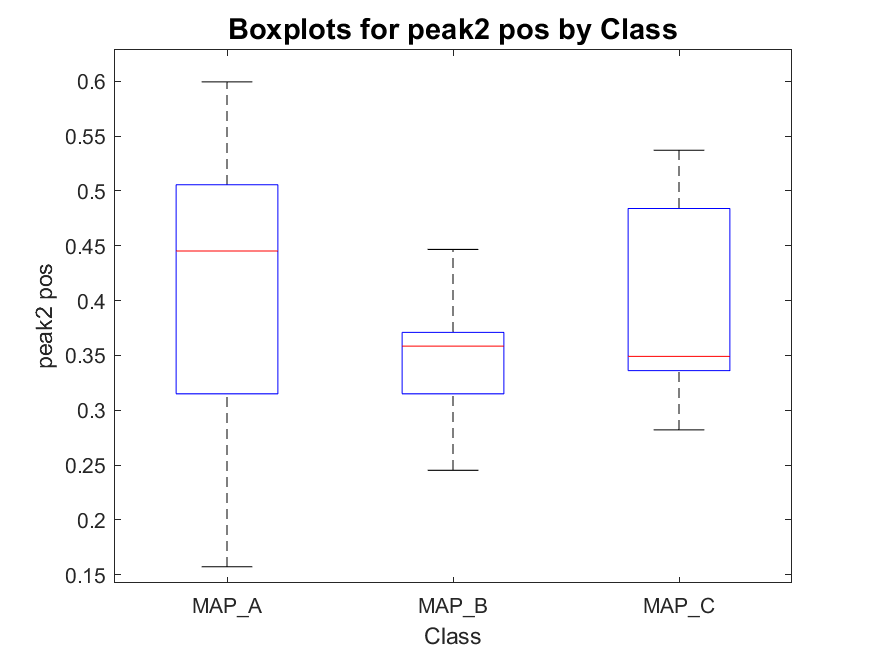 Boxplots for peak2 pos by Class
0.6
0.55
0.5
0.45
0.4
0.35
0.3
0.25
0.2
0.15
peak2 pos
MAP_A MAP_B MAP_C
Class